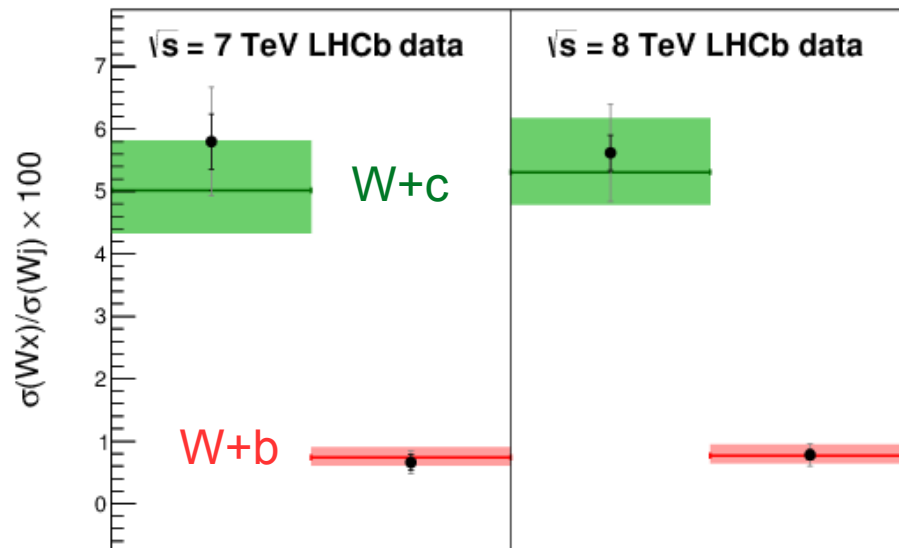 √s = 7 TeV LHCb data
√s = 8 TeV LHCb data
σ(Wx)/σ(Wj) × 100
7
6
5
4
3
2
1
0
W+c
W+b